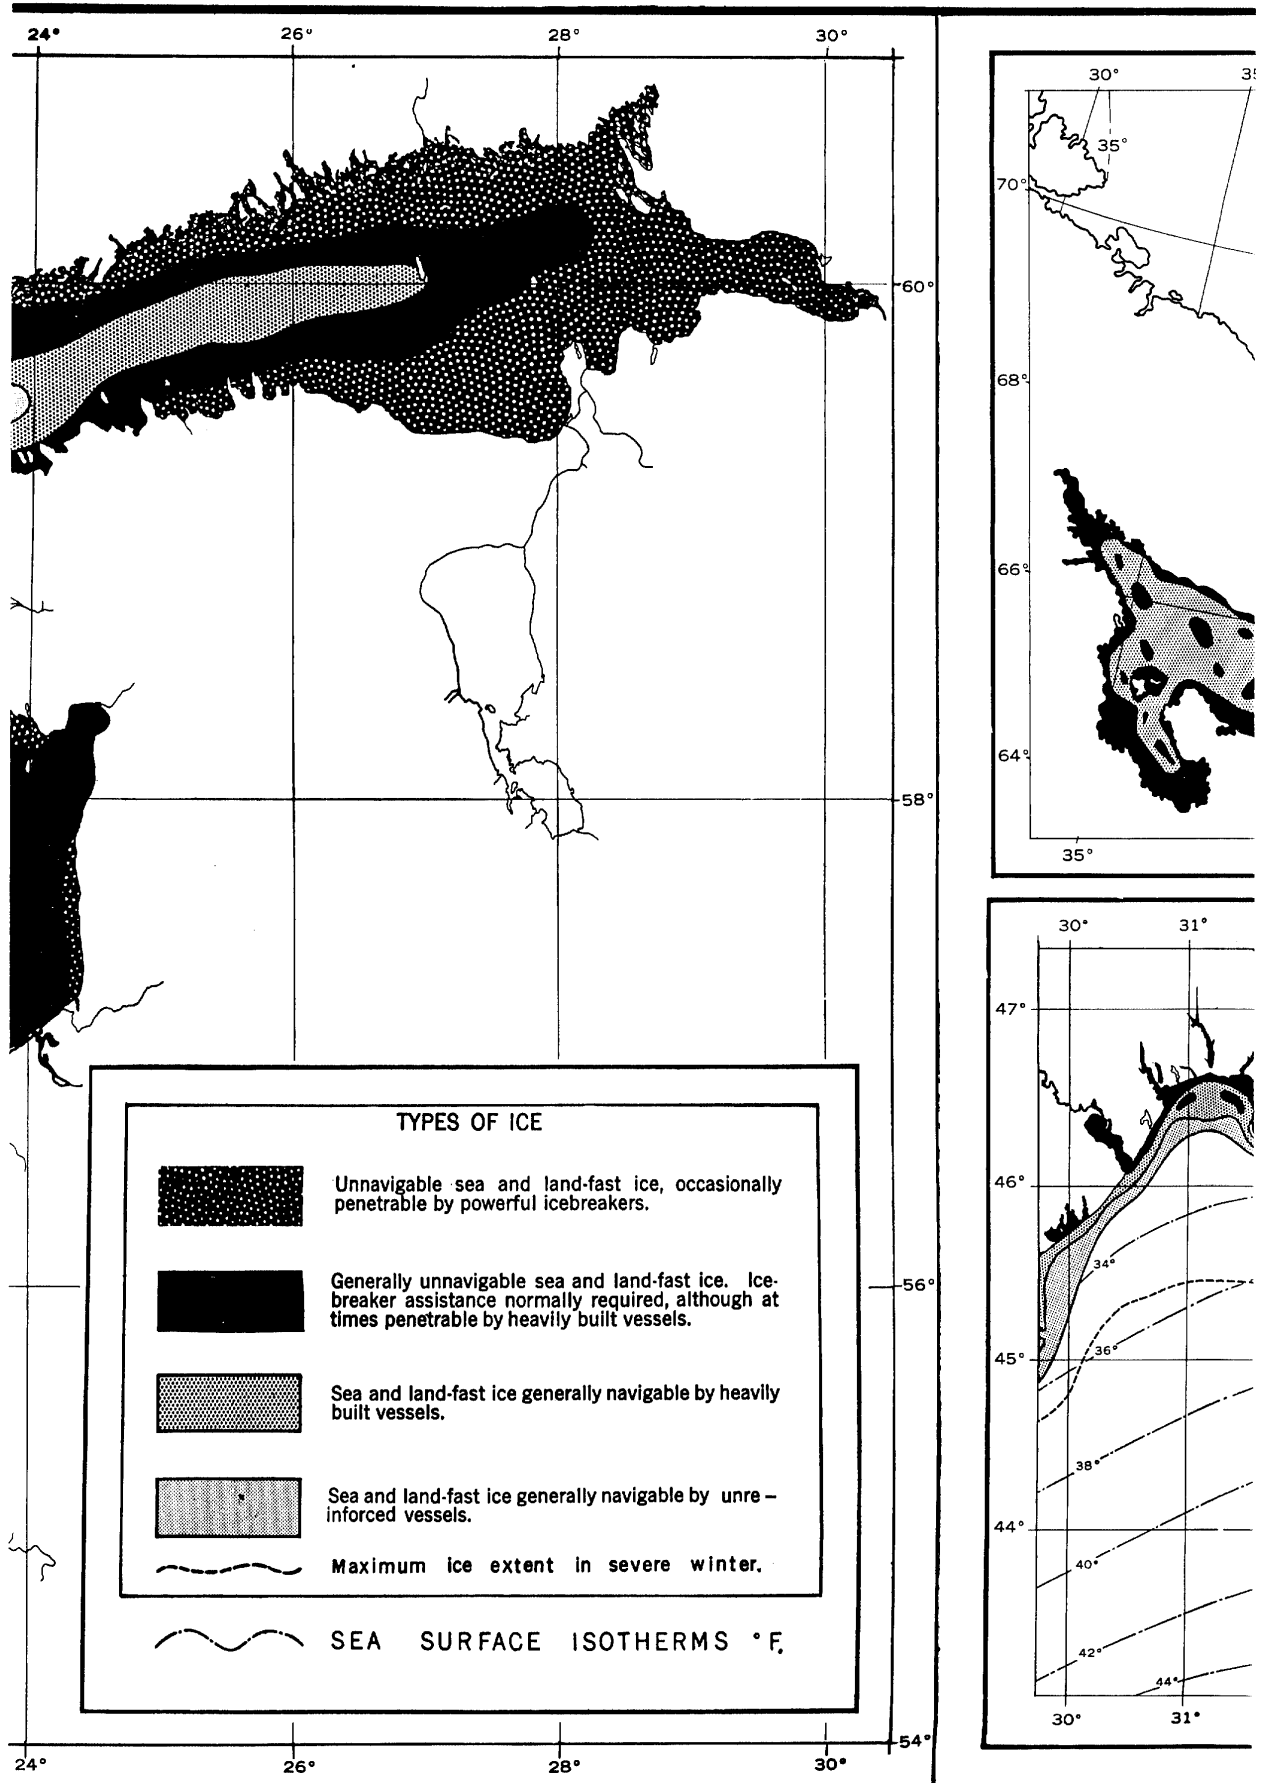 24° 26° 28° 30°
60°
58°
56°
54°
24° 26° 28° 30°
TYPES OF ICE
Unnavigable sea and land-fast ice, occasionally
penetrable by powerful icebreakers.
Generally unnavigable sea and land-fast ice. Ice-
breaker assistance normally required, although at
times penetrable by heavily built vessels.
Sea and land-fast ice generally navigable by heavily
built vessels.
Sea and land-fast ice generally navigable by unre-
inforced vessels.
Maximum ice extent in severe winter.
SEA SURFACE ISOTHERMS °F.
30°
35°
70°
68°
66°
64°
35°
30° 31°
47°
46°
34°
45°
36°
38°
44°
40°
42°
44°
30° 31°